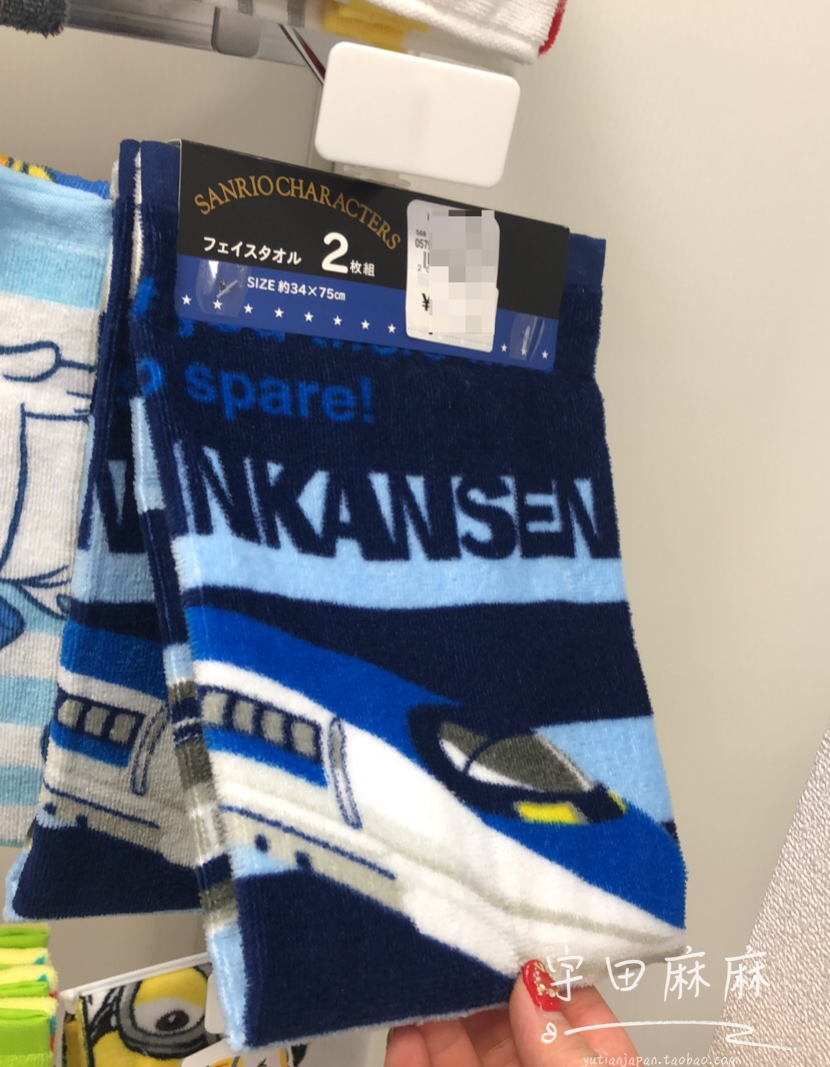 SANRIO CHARACTERS
フェイスタオル 2枚組
SIZE 約34×75cm
¥
spare!
INKANSEN
宇田麻麻
yutianjapan.taobao.com